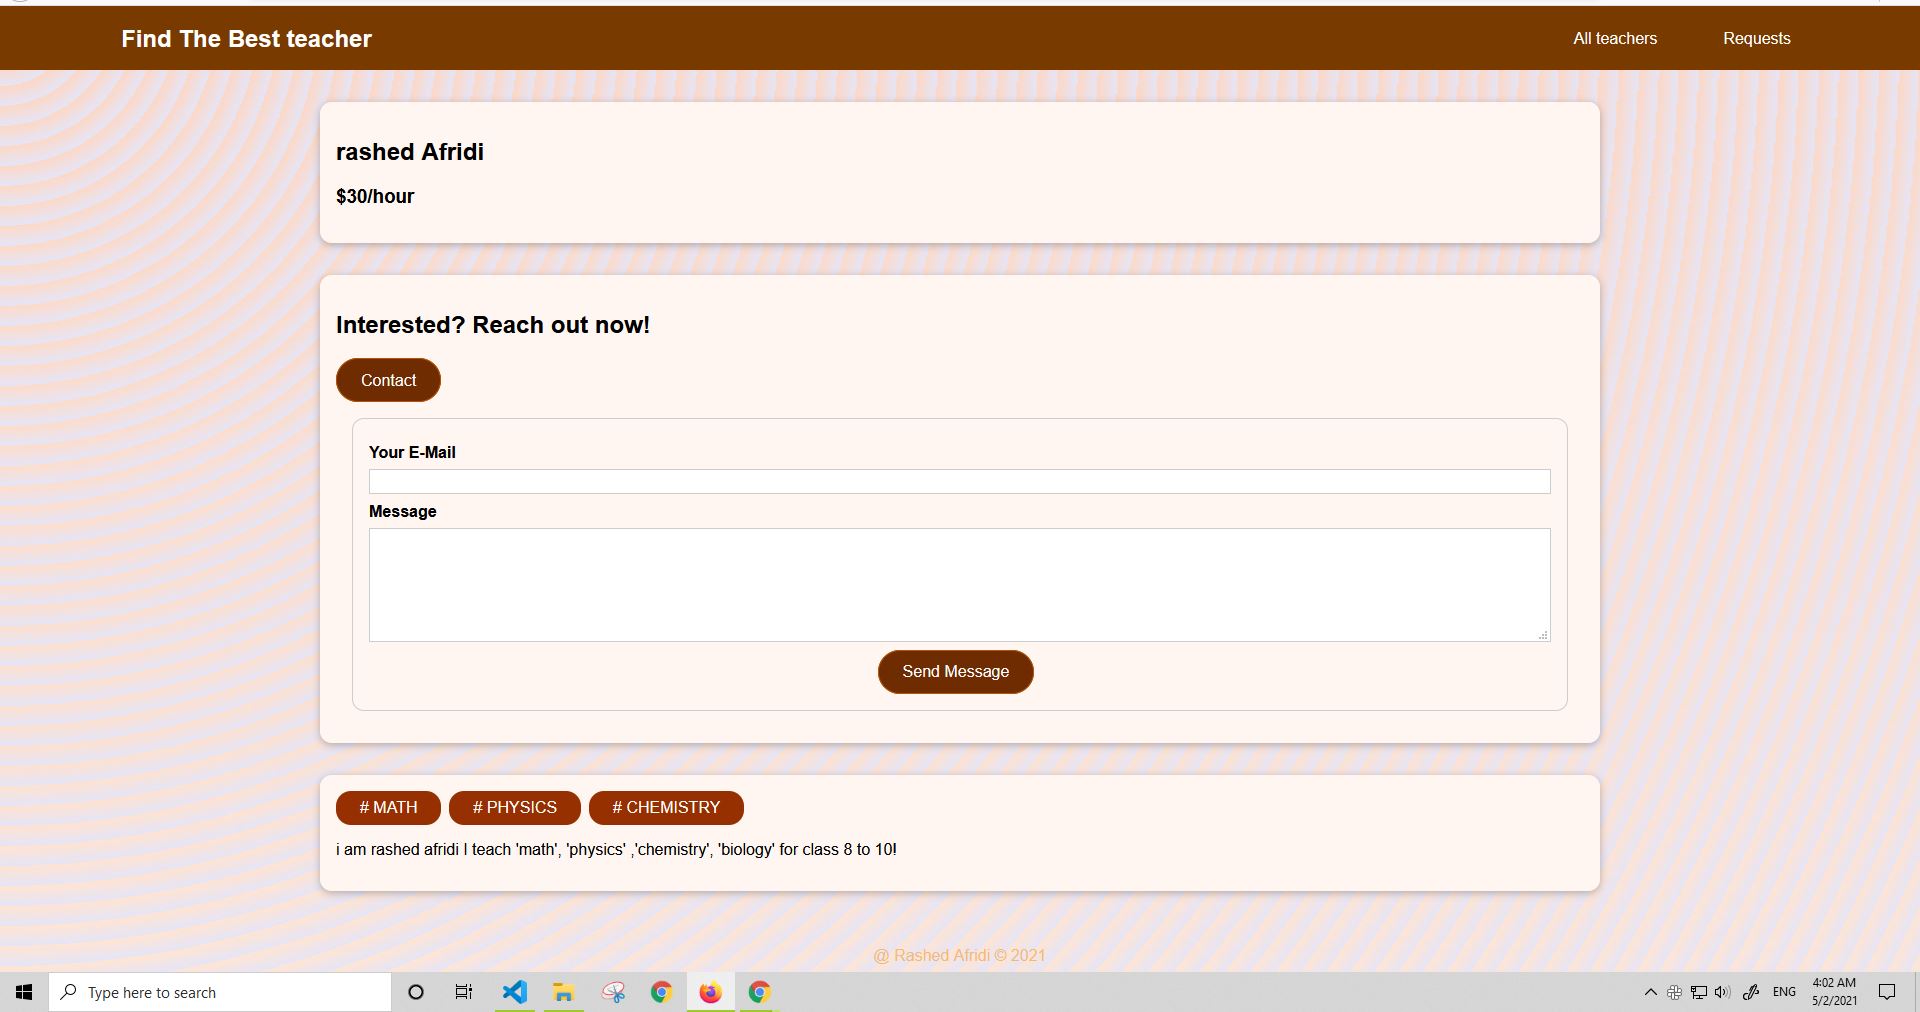 Find The Best teacher
All teachers
Requests
rashed Afridi
$30/hour
Interested? Reach out now!
Contact
Your E-Mail
Message
Send Message
# MATH
# PHYSICS
# CHEMISTRY
i am rashed afridi I teach 'math', 'physics' ,'chemistry', 'biology' for class 8 to 10!
@ Rashed Afridi © 2021
Type here to search
ENG
4:02 AM
5/2/2021